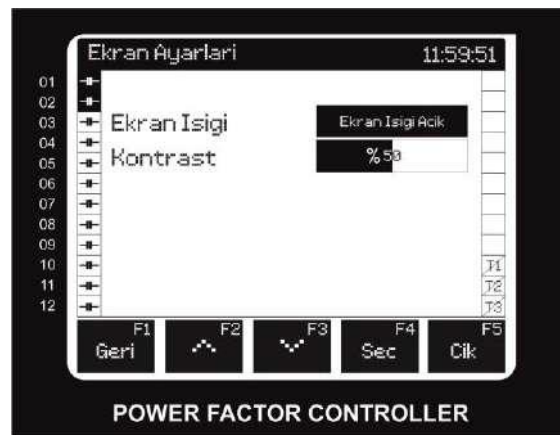 Ekran Ayarlari 11:59:51
01
02
03 Ekran Isigi Ekran Isigi Acik
04
05 Kontrast %50
06
07
08
09
10 T1
11 T2
12 T3
F1 F2 F3 F4 F5
Geri Sec Cik
POWER FACTOR CONTROLLER